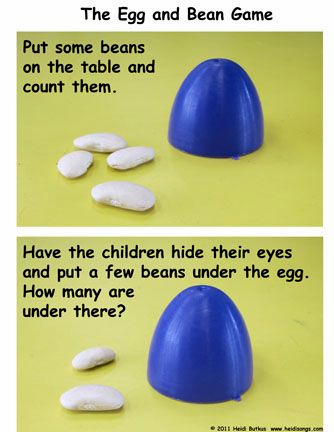 The Egg and Bean Game
Put some beans
on the table and
count them.
Have the children hide their eyes
and put a few beans under the egg.
How many are
under there?
© 2011 Heidi Butkus www.heidisongs.com